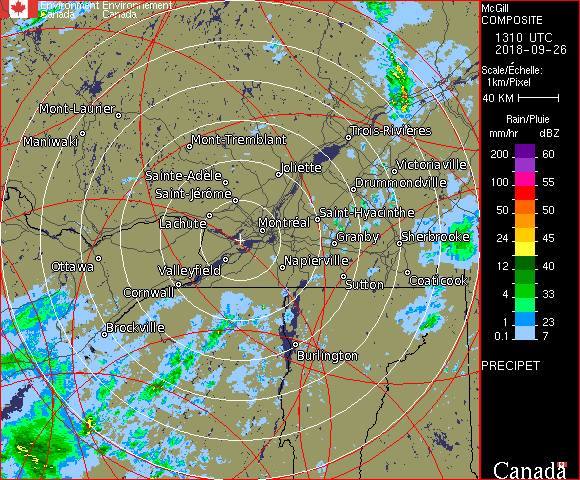 Environment Environnement
Canada Canada
McGill
COMPOSITE
1310 UTC
2018-09-26
Scale/Échelle:
1km/Pixel
40 KM
Rain/Pluie
mm/hr dBZ
200 60
55
100 55
50 50
24 45
12 40
4 33
1 23
0.1 7
PRECIPET
Canada
Mont-Laurier
Maniwaki
Mont-Tremblant
Trois-Rivières
Joliette
Victoriaville
Sainte-Adèle
Drummondville
Saint-Jérôme
Lachute
Saint-Hyacinthe
Montréal
Granby
Sherbrooke
Ottawa
Valleyfield
Napierville
Cornwall
Sutton
Coaticook
Brockville
Burlington